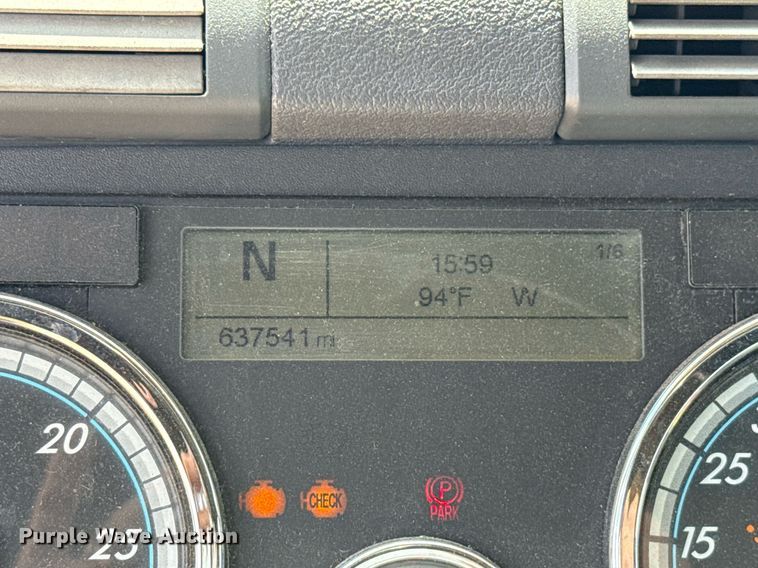 N
15:59
1/6
94°F W
637541 mi
20
25
CHECK
P
PARK
25
15
Purple Wave Auction